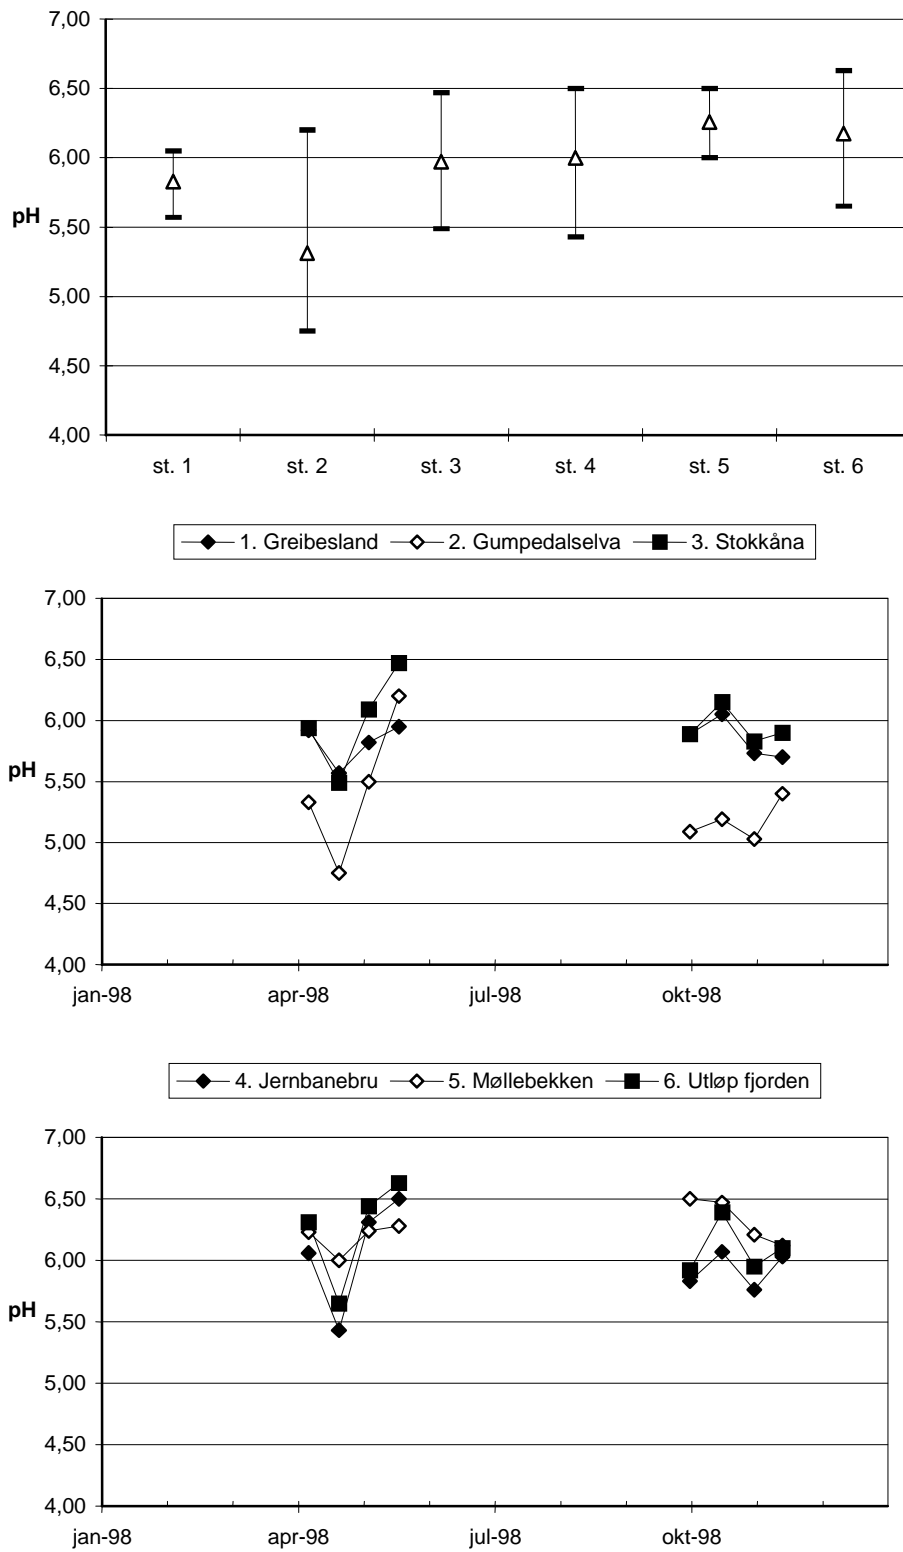 7,00
6,50
6,00
5,50
5,00
4,50
4,00
pH
st. 1 st. 2 st. 3 st. 4 st. 5 st. 6
1. Greibesland 2. Gumpedalselva 3. Stokkåna
7,00
6,50
6,00
5,50
5,00
4,50
4,00
pH
jan-98 apr-98 jul-98 okt-98
4. Jernbanebru 5. Møllebekken 6. Utløp fjorden
7,00
6,50
6,00
5,50
5,00
4,50
4,00
pH
jan-98 apr-98 jul-98 okt-98